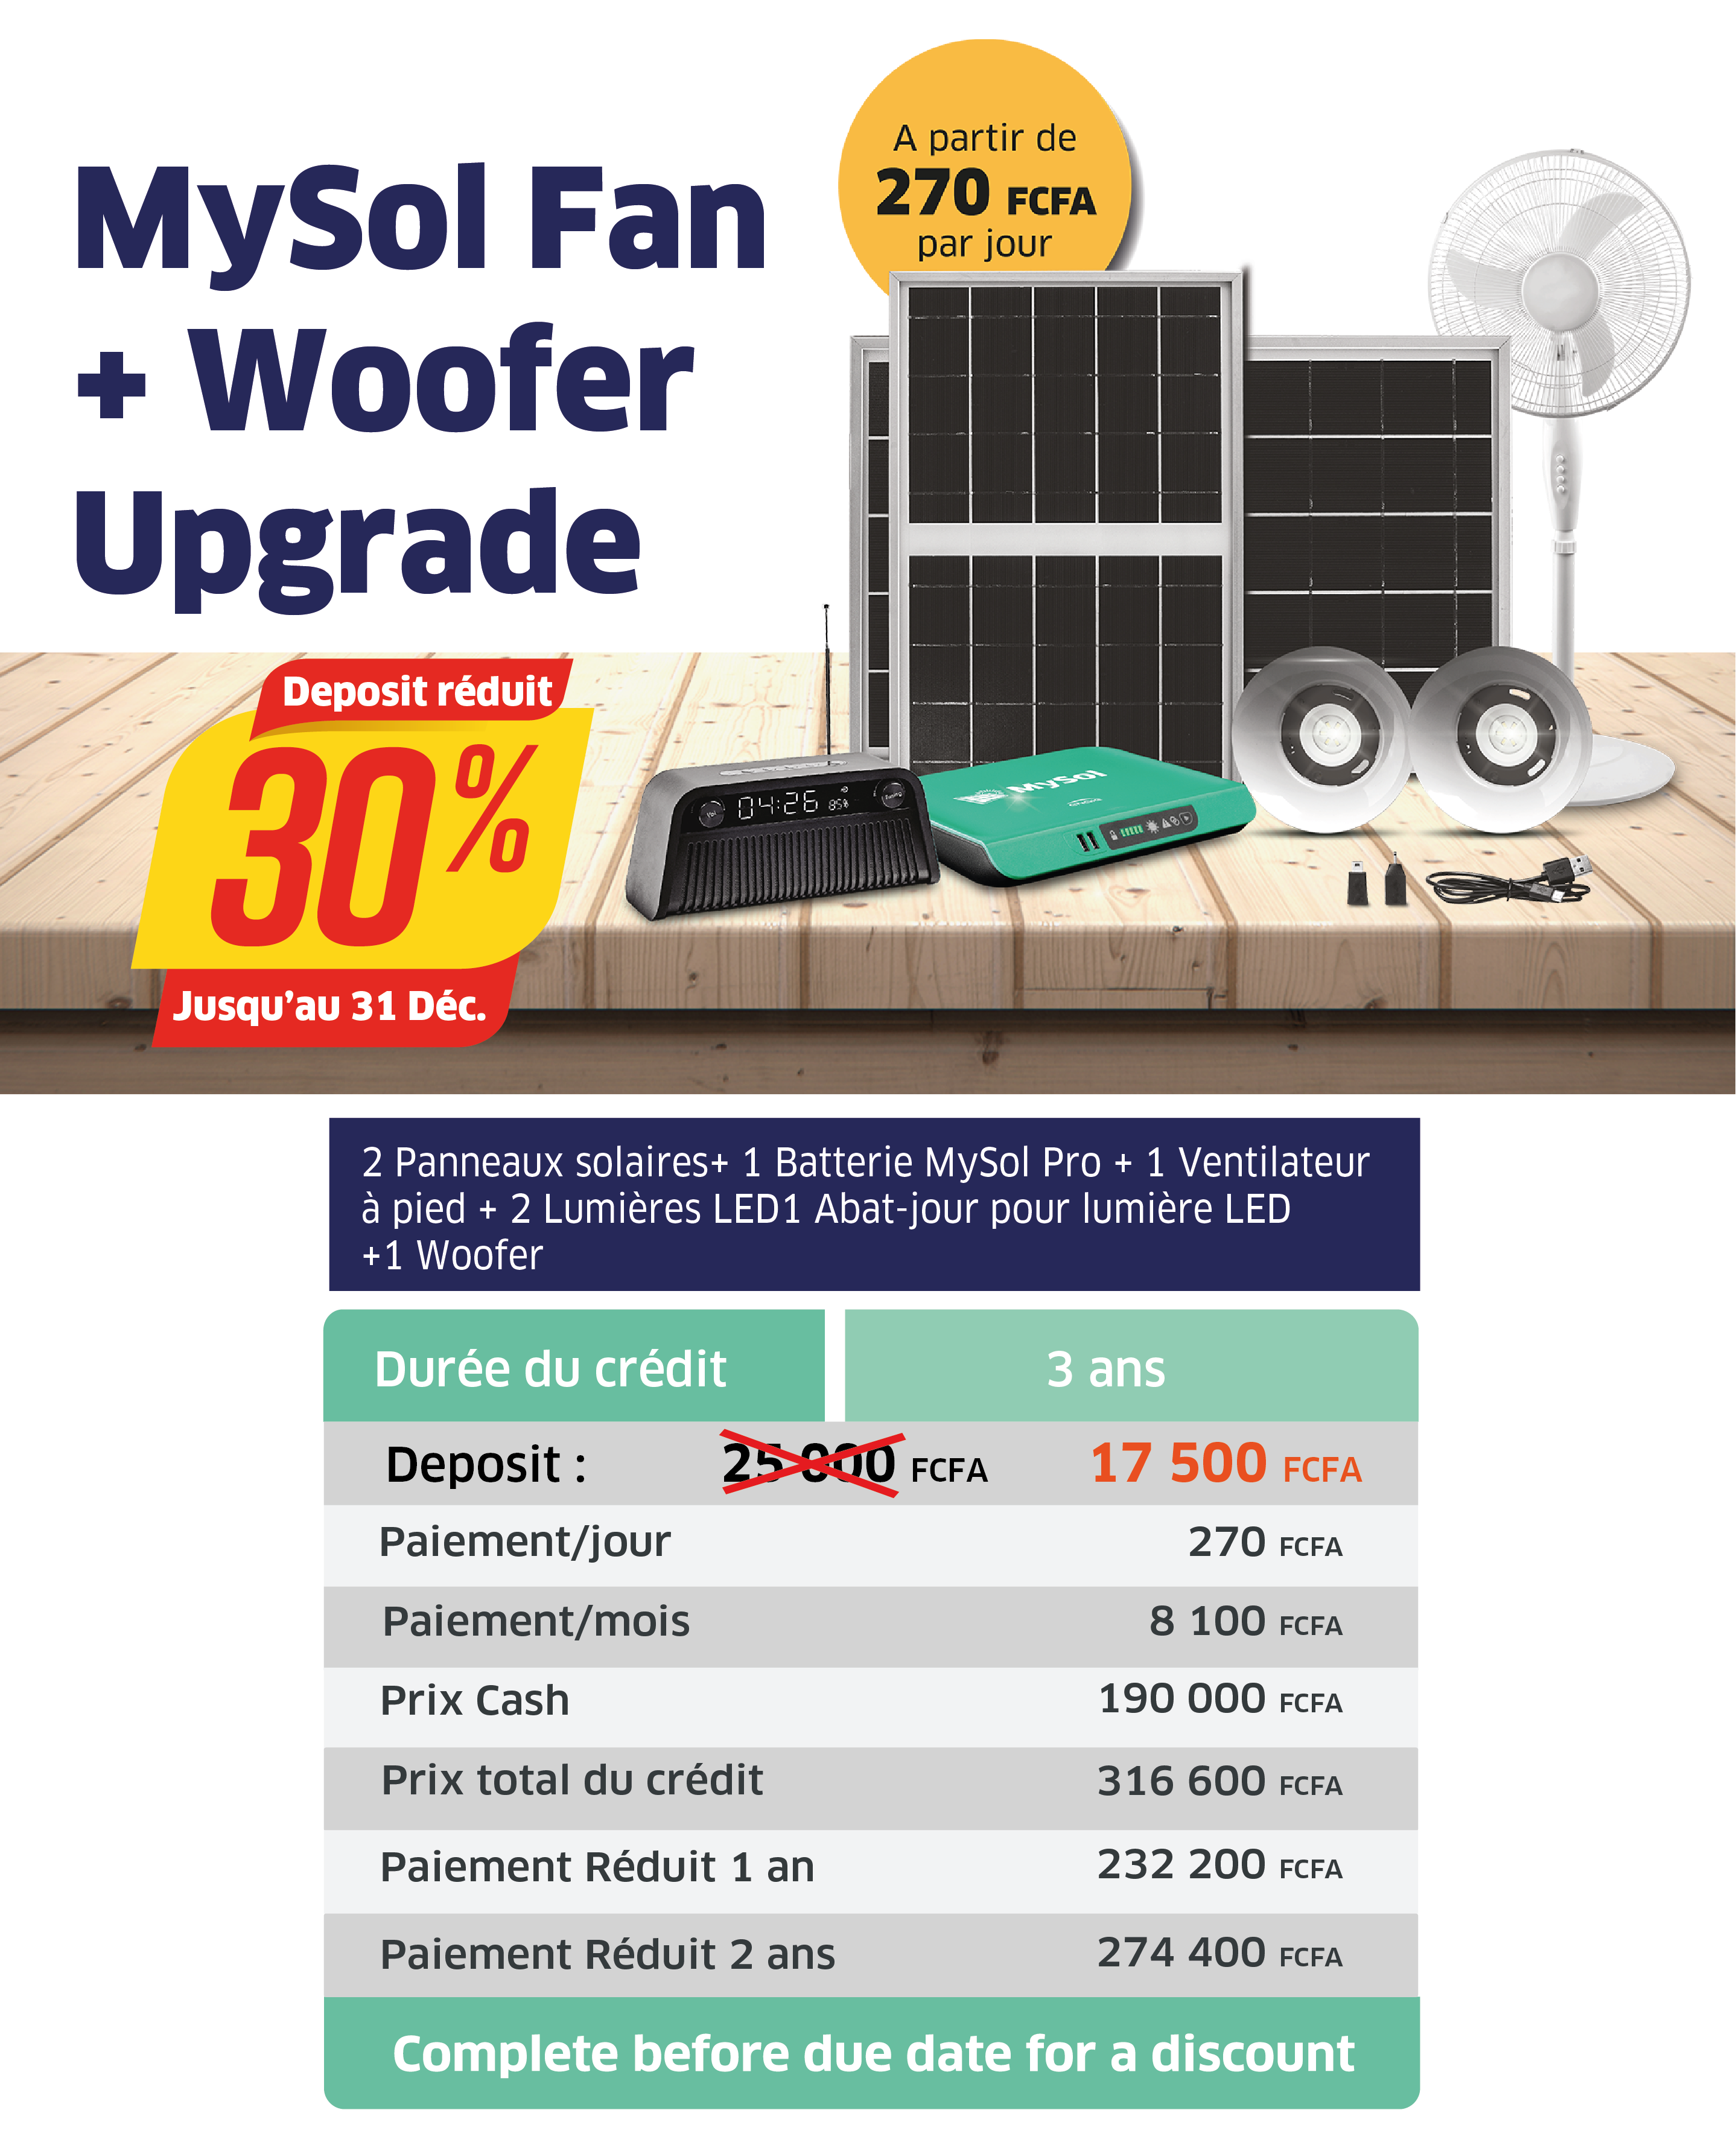 MySol Fan
+ Woofer
Upgrade
A partir de
270 FCFA
par jour
Deposit réduit
30%
Jusqu'au 31 Déc.
Vol
04:26
85%
Tuning
MySol
2 Panneaux solaires+ 1 Batterie MySol Pro + 1 Ventilateur
à pied + 2 Lumières LED1 Abat-jour pour lumière LED
+1 Woofer
Durée du crédit 3 ans
Deposit : 25 000 FCFA 17 500 FCFA
Paiement/jour 270 FCFA
Paiement/mois 8 100 FCFA
Prix Cash 190 000 FCFA
Prix total du crédit 316 600 FCFA
Paiement Réduit 1 an 232 200 FCFA
Paiement Réduit 2 ans 274 400 FCFA
Complete before due date for a discount